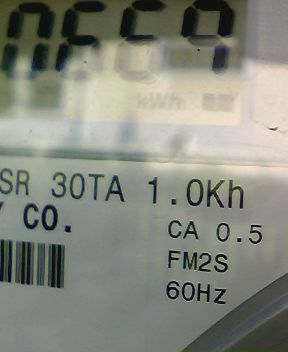 kWh
SR 30TA 1.0Kh
Y CO.
CA 0.5
FM2S
60Hz